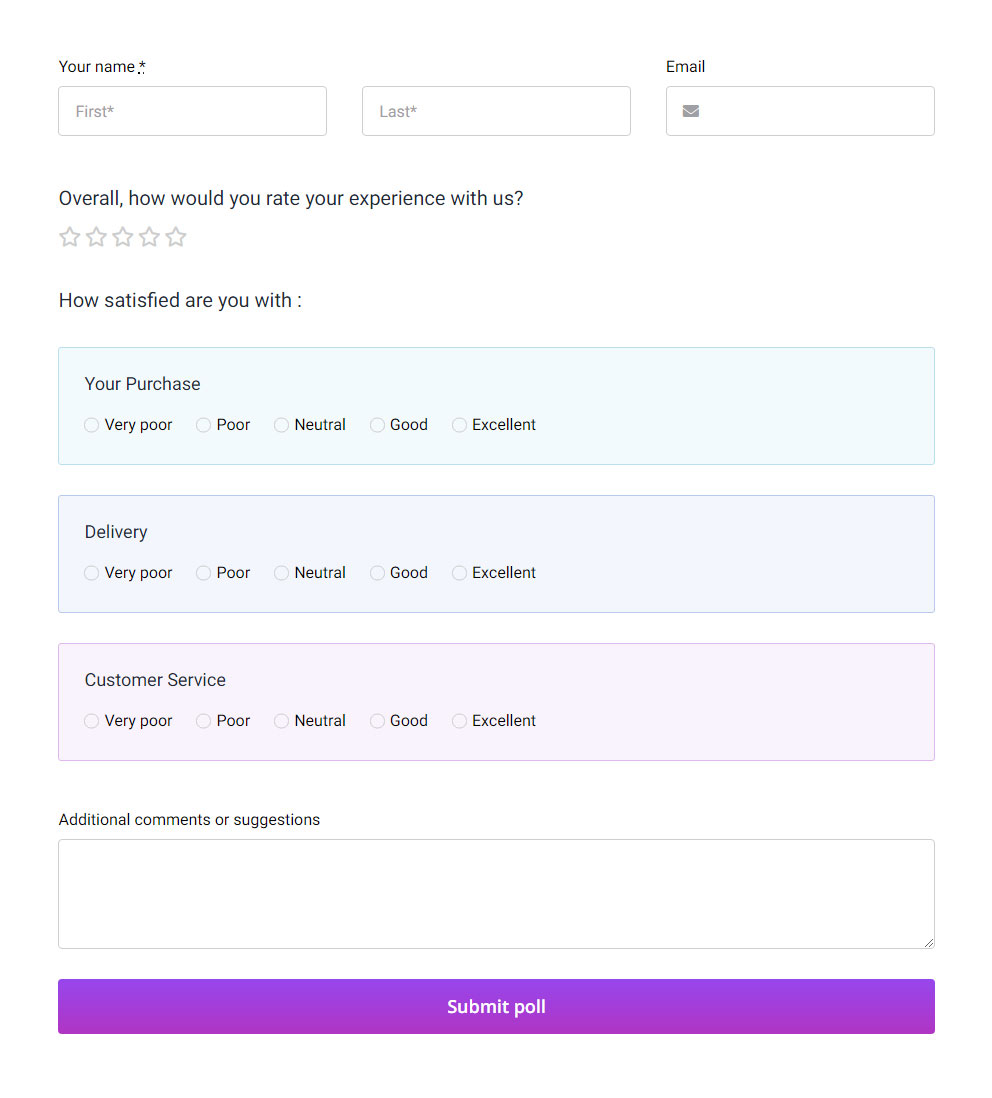 Your name * Email
First* Last*
Overall, how would you rate your experience with us?
How satisfied are you with :
Your Purchase
Very poor Poor Neutral Good Excellent
Delivery
Very poor Poor Neutral Good Excellent
Customer Service
Very poor Poor Neutral Good Excellent
Additional comments or suggestions
Submit poll